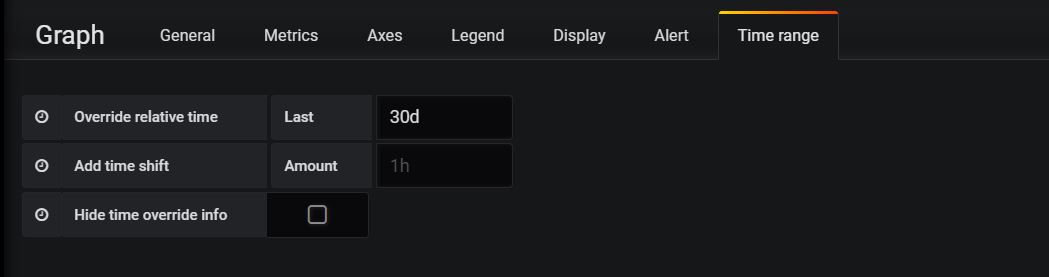 Graph General Metrics Axes Legend Display Alert Time range
Override relative time Last 30d
Add time shift Amount 1h
Hide time override info